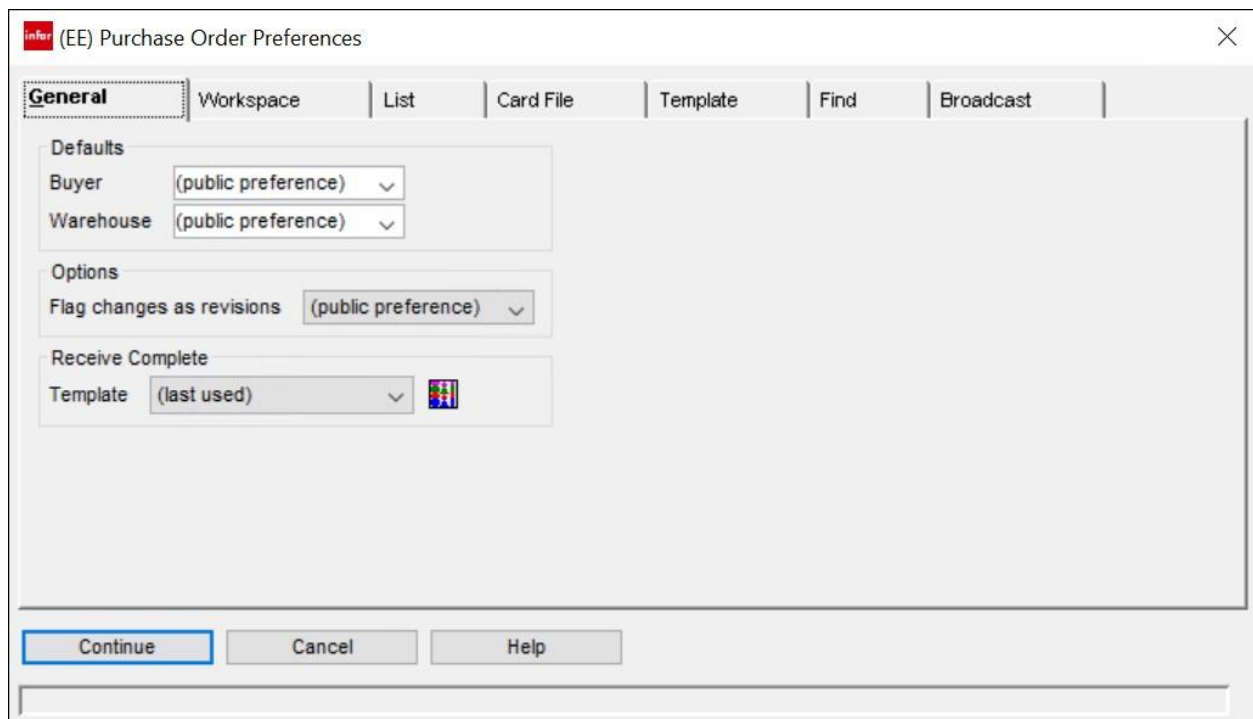 infor (EE) Purchase Order Preferences
General Workspace List Card File Template Find Broadcast
Defaults
Buyer (public preference)
Warehouse (public preference)
Options
Flag changes as revisions (public preference)
Receive Complete
Template (last used)
Continue Cancel Help